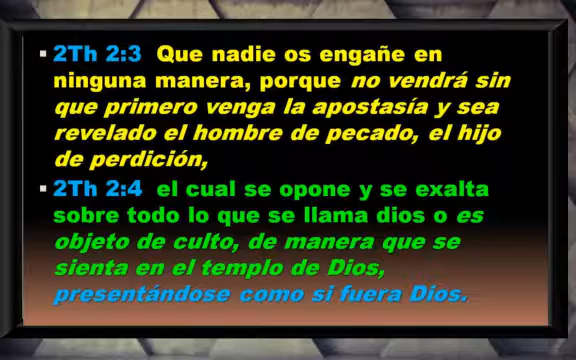 ▪ 2Th 2:3 Que nadie os engañe en
ninguna manera, porque no vendrá sin
que primero venga la apostasía y sea
revelado el hombre de pecado, el hijo
de perdición,
▪ 2Th 2:4 el cual se opone y se exalta
sobre todo lo que se llama dios o es
objeto de culto, de manera que se
sienta en el templo de Dios,
presentándose como si fuera Dios.